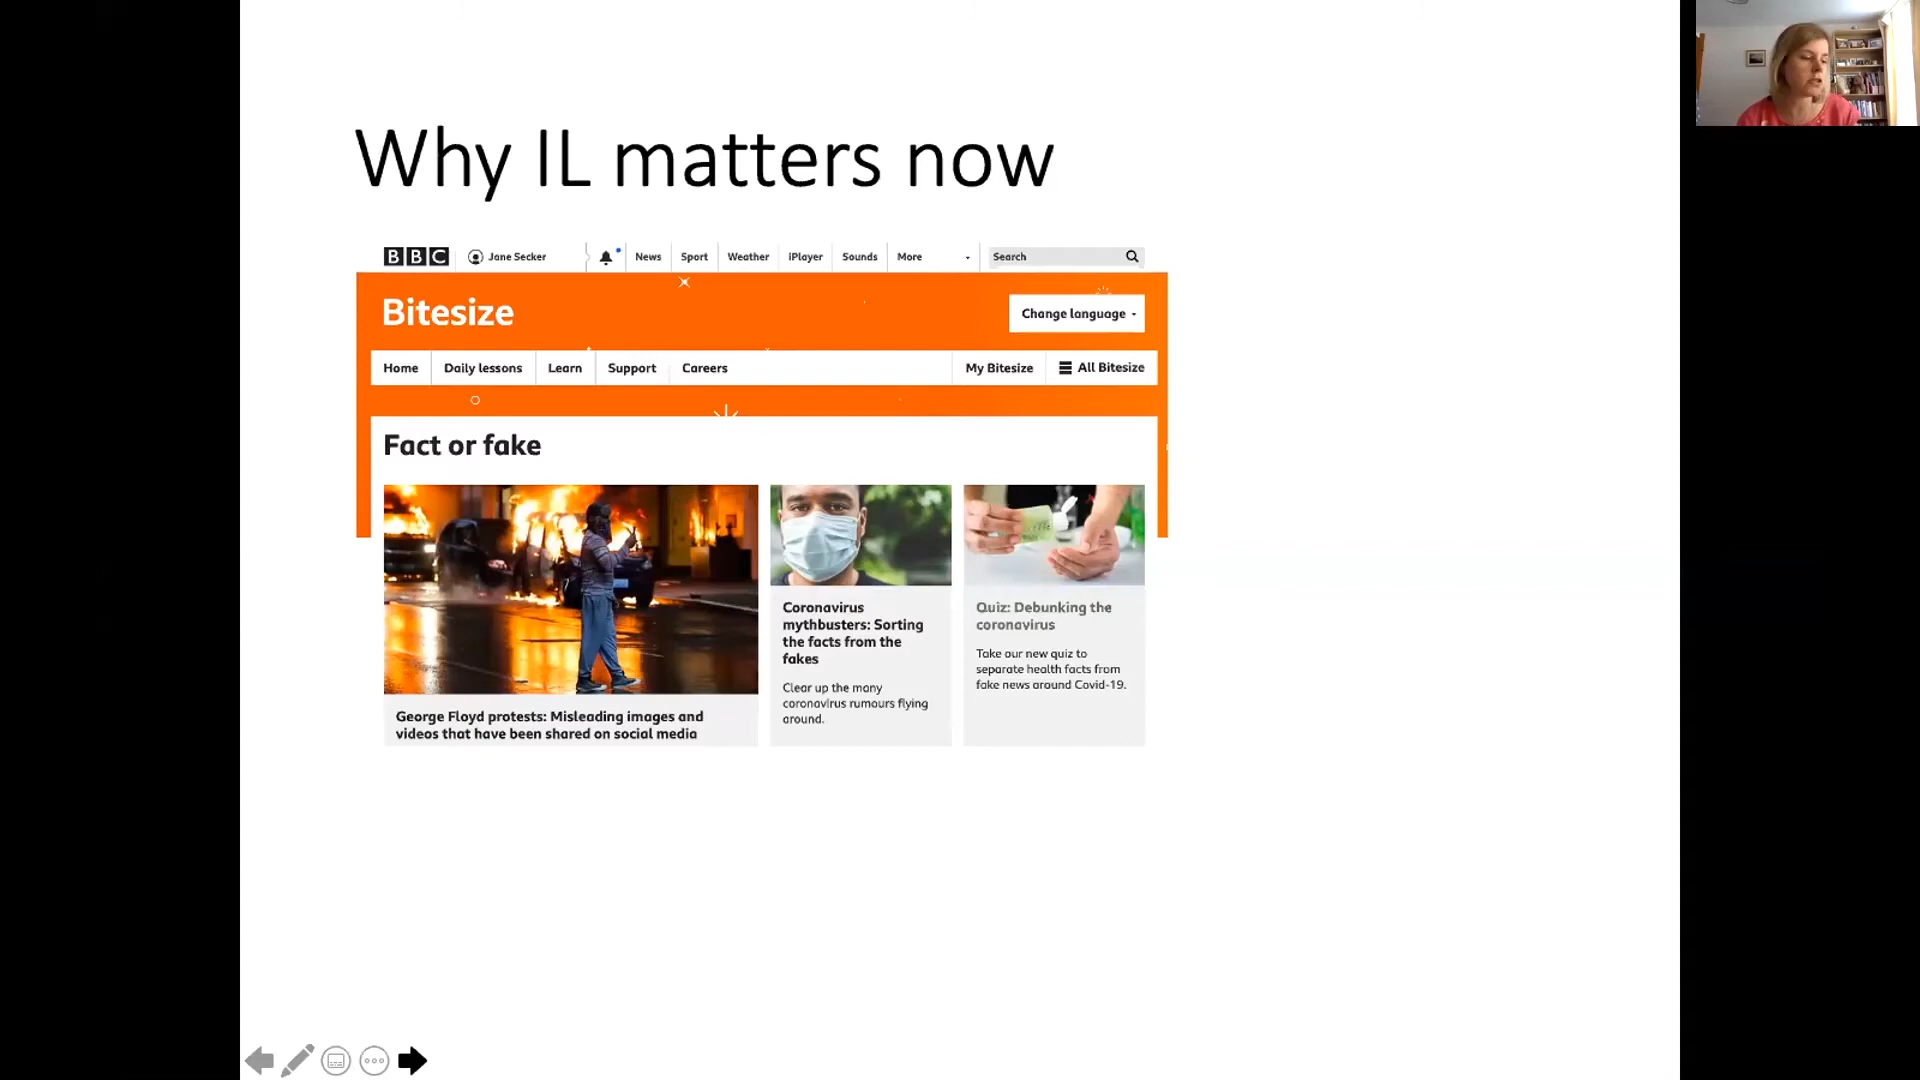 Why IL matters now
BBC Jane Secker News Sport Weather iPlayer Sounds More Search
Bitesize
Change language
Home Daily lessons Learn Support Careers My Bitesize All Bitesize
Fact or fake
George Floyd protests: Misleading images and
videos that have been shared on social media
Coronavirus
mythbusters: Sorting
the facts from the
fakes
Clear up the many
coronavirus rumours flying
around.
Quiz: Debunking the
coronavirus
Take our new quiz to
separate health facts from
fake news around Covid-19.